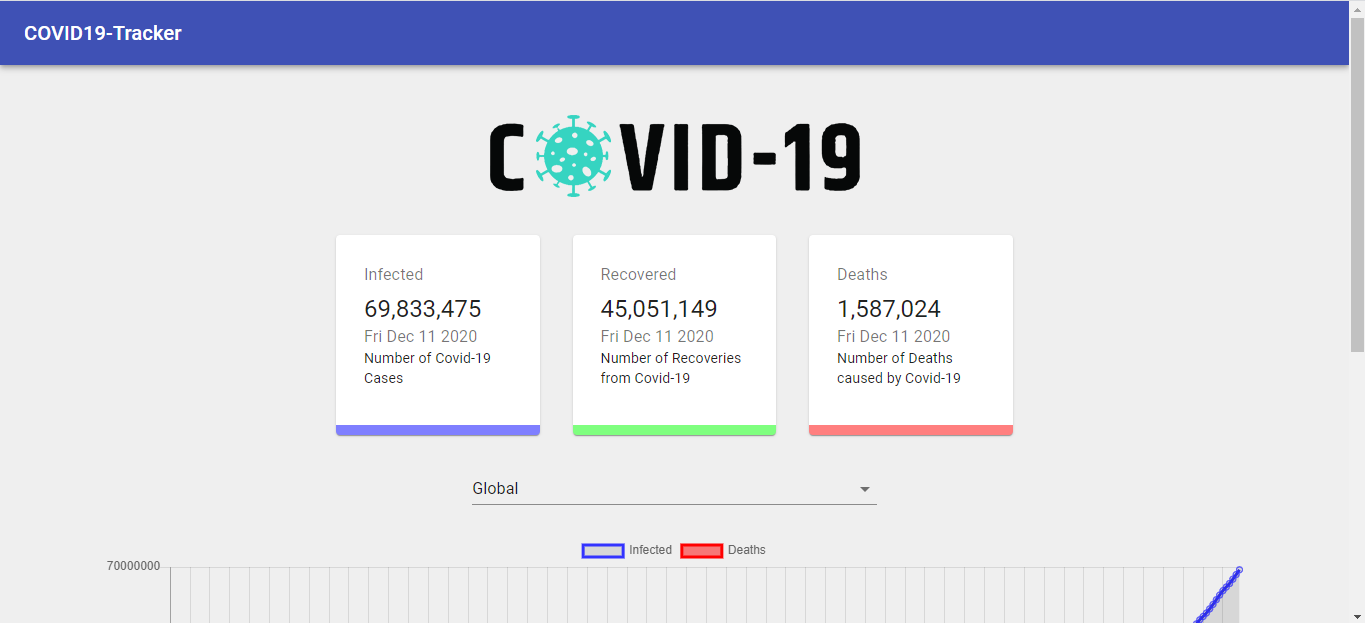 COVID19-Tracker
COVID-19
Infected
69,833,475
Fri Dec 11 2020
Number of Covid-19
Cases
Recovered
45,051,149
Fri Dec 11 2020
Number of Recoveries
from Covid-19
Deaths
1,587,024
Fri Dec 11 2020
Number of Deaths
caused by Covid-19
Global
Infected Deaths
70000000